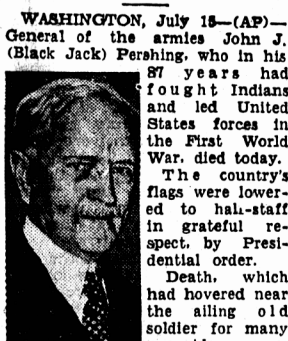 WASHINGTON, July 15—(AP)—
General of the armies John J.
(Black Jack) Pershing, who in his
87 years had
fought Indians
and led United
States forces in
the First World
War, died today.
The country's
flags were lower-
ed to half-staff
in grateful re-
spect, by Presi-
dential order.
Death, which
had hovered near
the ailing old
soldier for many